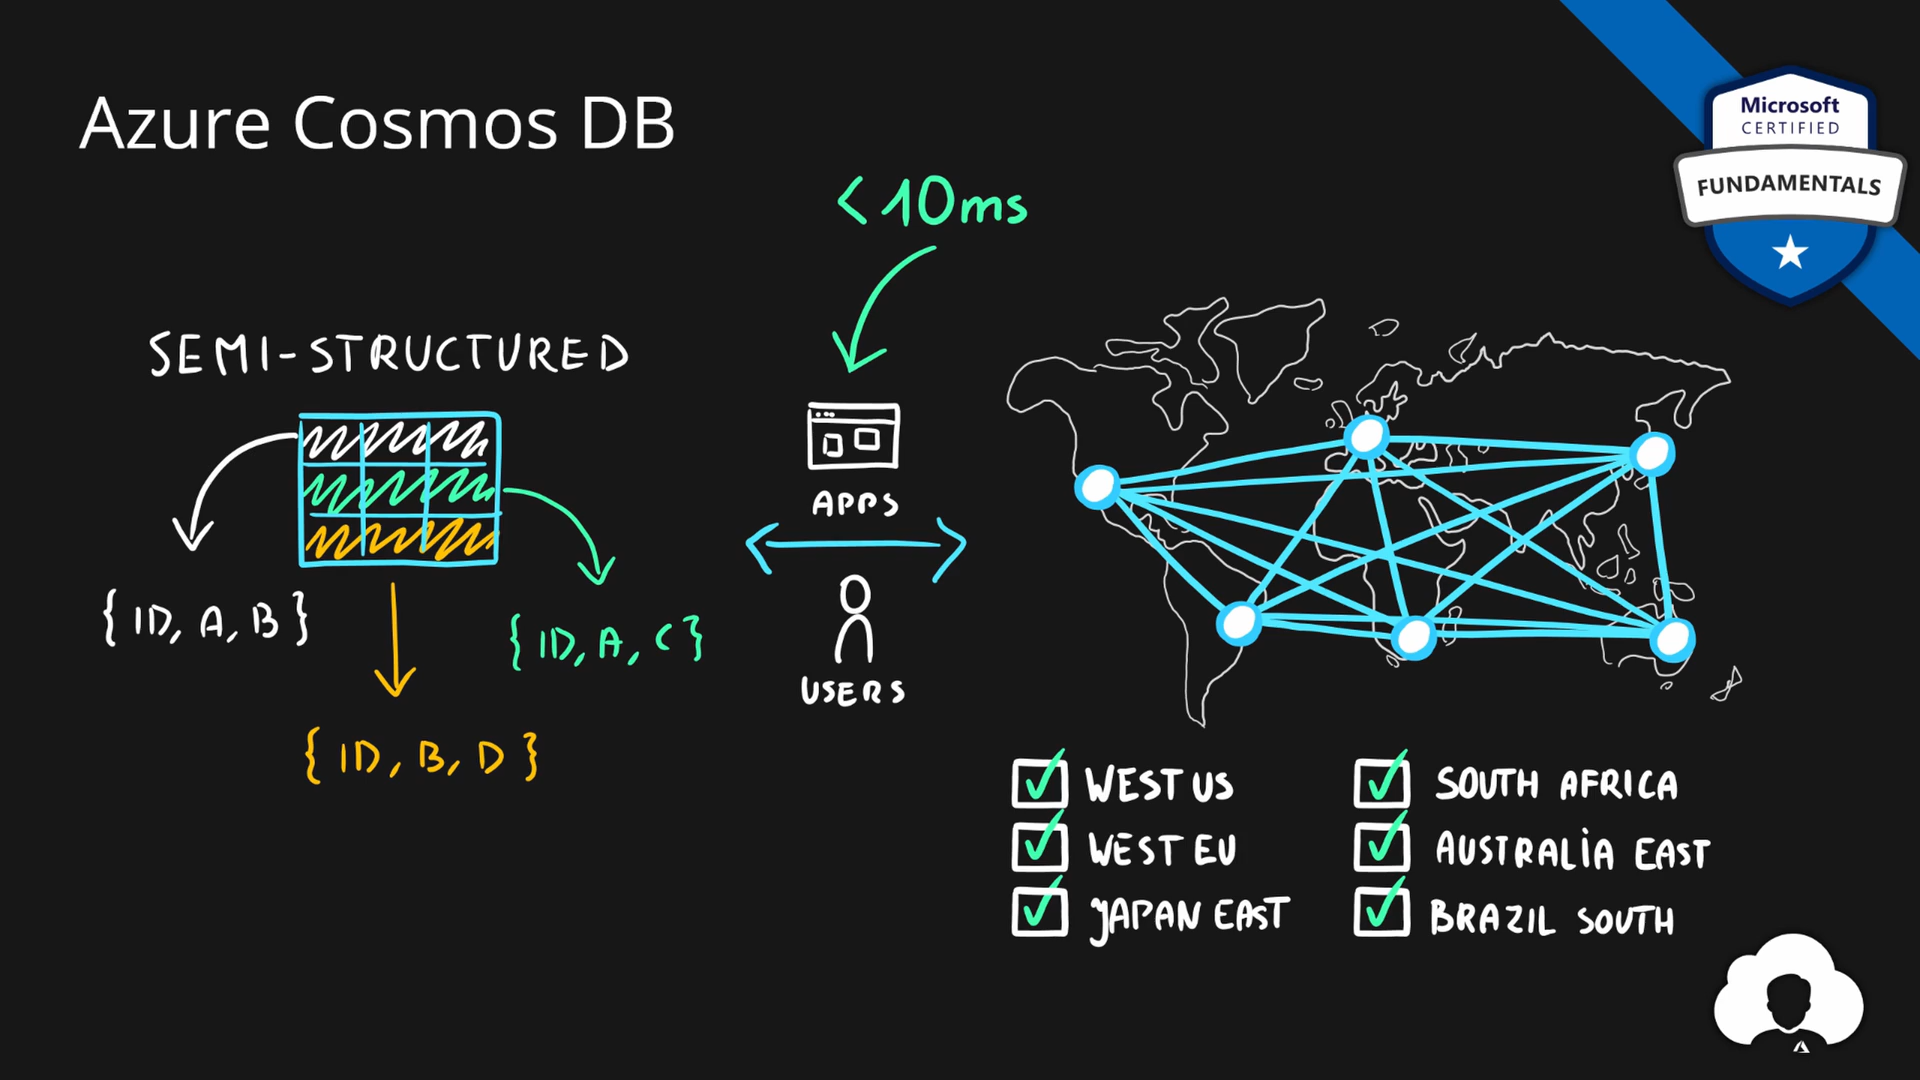 Azure Cosmos DB
Microsoft
CERTIFIED
FUNDAMENTALS
<10ms
SEMI-STRUCTURED
APPS
{ID, A, B}
{ID, A, C}
USERS
{ID, B, D}
WEST US
SOUTH AFRICA
WEST EU
AUSTRALiA EAST
JAPAN EAST
BRAZIL SOUTH